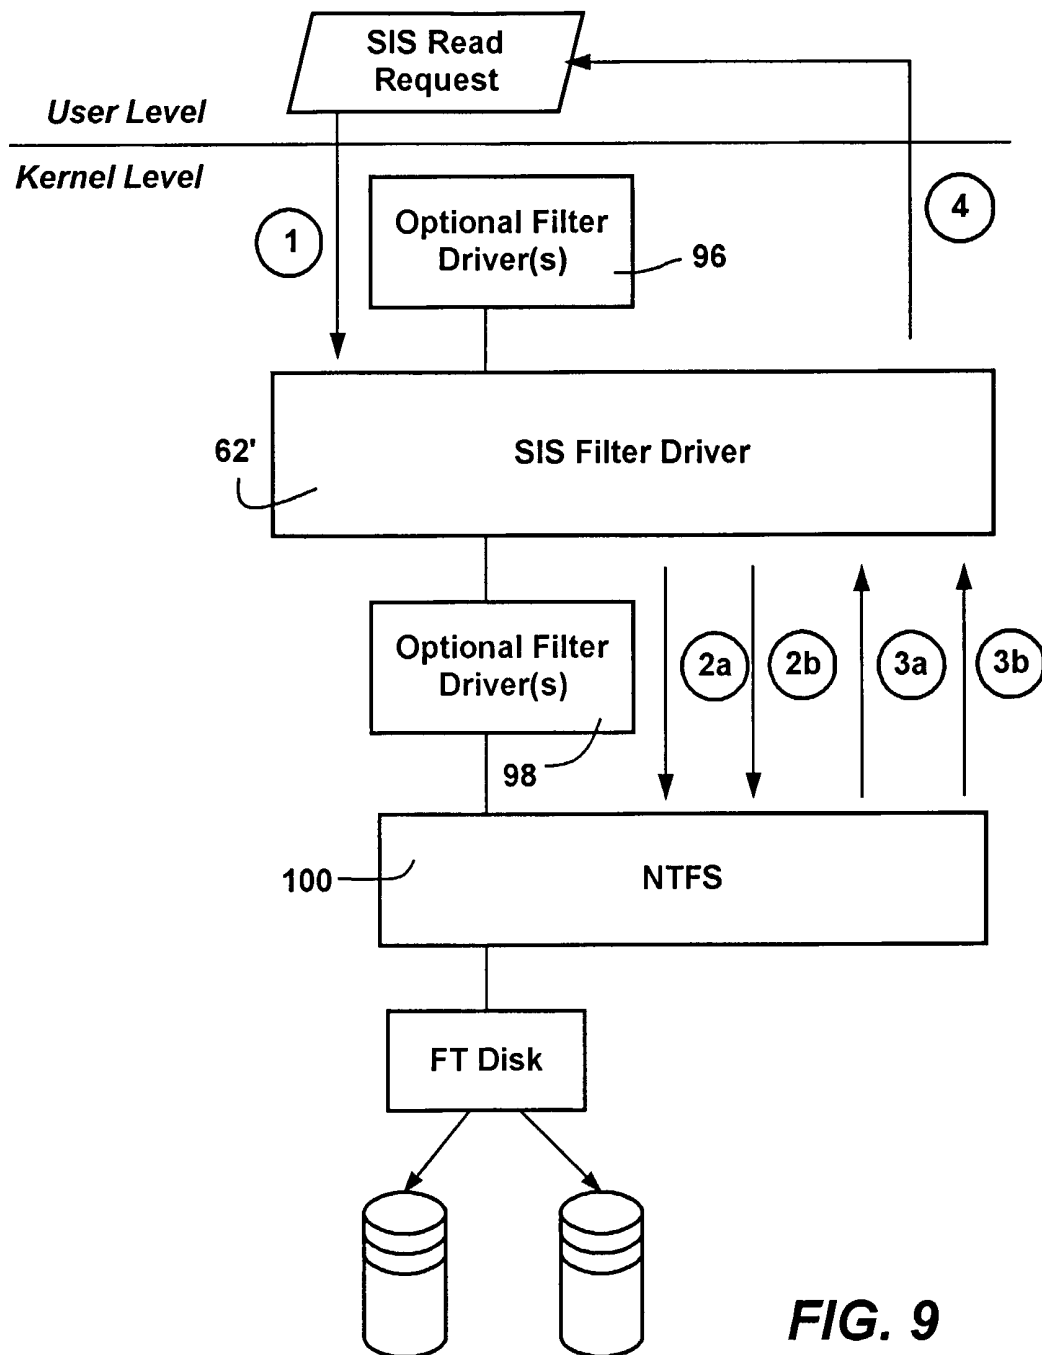 SIS Read
Request
User Level
Kernel Level
1
4
Optional Filter
Driver(s)
96
62'
SIS Filter Driver
Optional Filter
Driver(s)
2a
2b
3a
3b
98
100
NTFS
FT Disk
FIG. 9